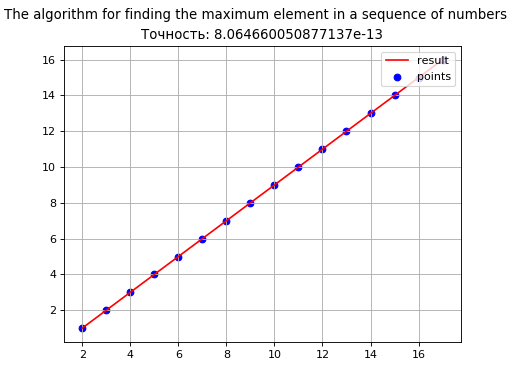 The algorithm for finding the maximum element in a sequence of numbers
Точность: 8.064660050877137e-13
result
points
16
14
12
10
8
6
4
2
2 4 6 8 10 12 14 16